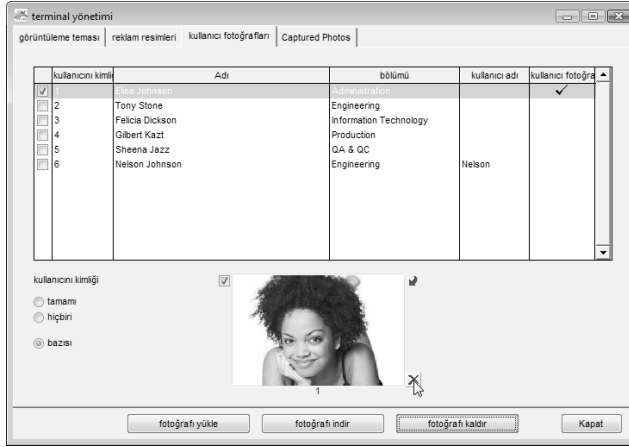 terminal yönetimi
görüntüleme teması reklam resimleri kullanıcı fotoğrafları Captured Photos
kullanıcını kimliğ Adı bölümü kullanıcı adı kullanıcı fotoğra
1 Elise Johnson Administration
2 Tony Stone Engineering
3 Felicia Dickson Information Technology
4 Gilbert Kazt Production
5 Sheena Jazz QA & QC
6 Nelson Johnson Engineering Nelson
kullanıcını kimliği
tamamı
hiçbiri
bazısı
1
fotoğrafı yükle fotoğrafı indir fotoğrafı kaldır Kapat